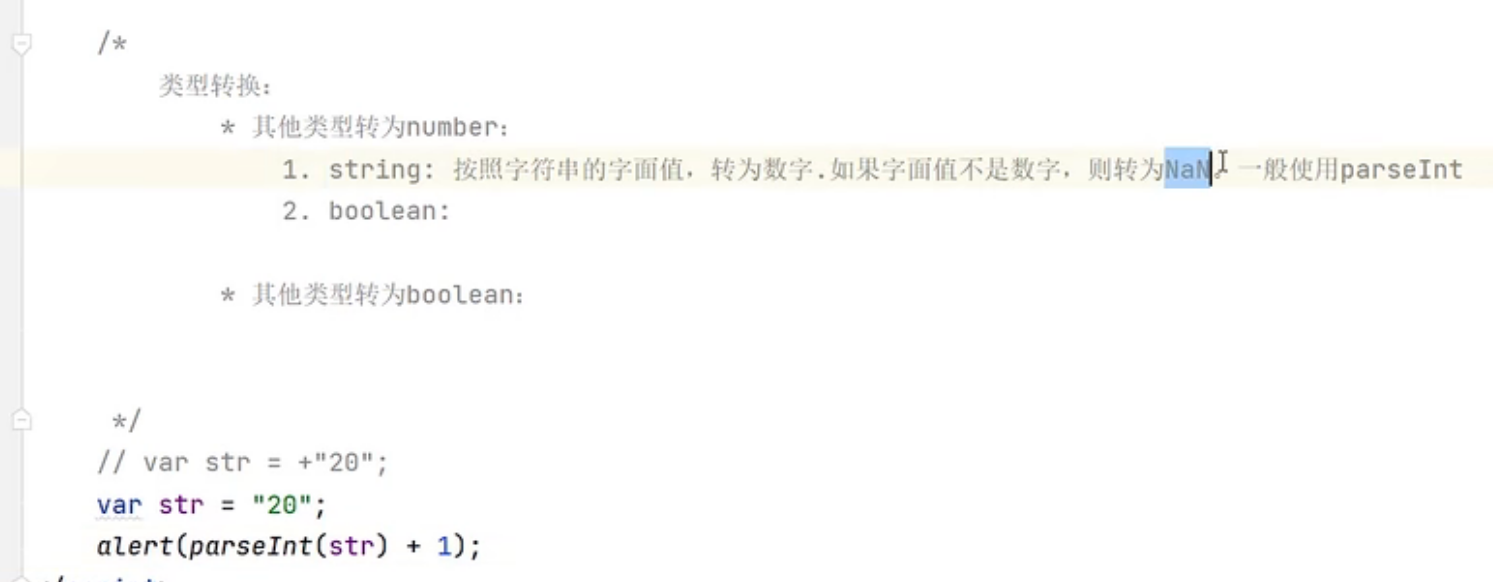 /*
类型转换：
* 其他类型转为number：
1. string: 按照字符串的字面值，转为数字.如果字面值不是数字，则转为NaN。一般使用parseInt
2. boolean:
* 其他类型转为boolean：
*/
// var str = +"20";
var str = "20";
alert(parseInt(str) + 1);